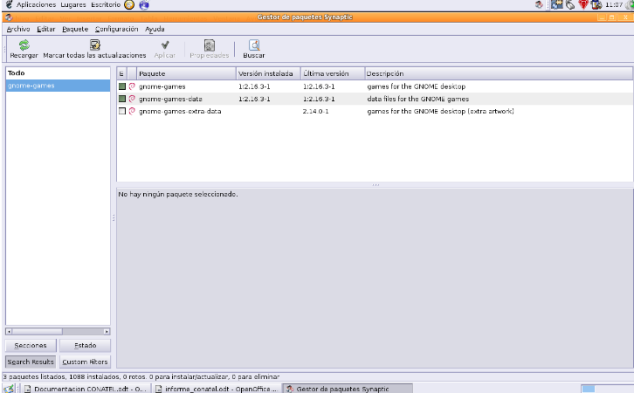 Aplicaciones Lugares Escritorio 11:07
Gestor de paquetes Synaptic
Archivo Editar Paquete Configuración Ayuda
Recargar Marcar todas las actualizaciones Aplicar Propiedades Buscar
Todo
gnome-games
E Paquete Versión instalada Última versión Descripción
gnome-games 1:2.16.3-1 1:2.16.3-1 games for the GNOME desktop
gnome-games-data 1:2.16.3-1 1:2.16.3-1 data files for the GNOME games
gnome-games-extra-data 2.14.0-1 games for the GNOME desktop (extra artwork)
No hay ningún paquete seleccionado.
Secciones Estado
Search Results Custom filters
3 paquetes listados, 1088 instalados, 0 rotos. 0 para instalar/actualizar, 0 para eliminar
Documentacion CONATEL.odt - O... informe_conatel.odt - OpenOffice... Gestor de paquetes Synaptic